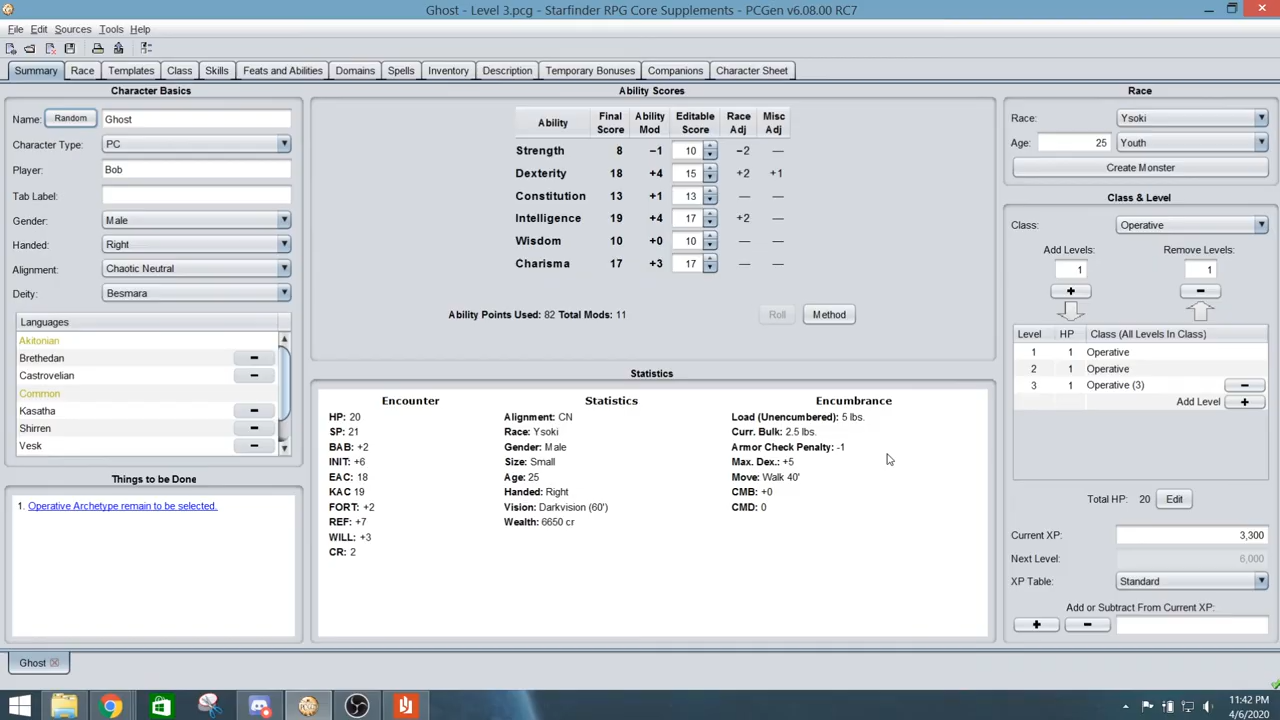 Ghost - Level 3.pcg - Starfinder RPG Core Supplements - PCGen v6.08.00 RC7
File Edit Sources Tools Help
Summary Race Templates Class Skills Feats and Abilities Domains Spells Inventory Description Temporary Bonuses Companions Character Sheet
Character Basics
Name: Random Ghost
Character Type: PC
Player: Bob
Tab Label:
Gender: Male
Handed: Right
Alignment: Chaotic Neutral
Deity: Besmara
Languages
Akitonian
Brethedan
Castrovelian
Common
Kasatha
Shirren
Vesk
Things to be Done
1. Operative Archetype remain to be selected.
Ability Scores
Ability Final Score Ability Mod Editable Score Race Adj Misc Adj
Strength 8 −1 10 −2 —
Dexterity 18 +4 15 +2 +1
Constitution 13 +1 13 — —
Intelligence 19 +4 17 +2 —
Wisdom 10 +0 10 — —
Charisma 17 +3 17 — —
Ability Points Used: 82 Total Mods: 11 Roll Method
Statistics
Encounter
HP: 20
SP: 21
BAB: +2
INIT: +6
EAC: 18
KAC 19
FORT: +2
REF: +7
WILL: +3
CR: 2
Statistics
Alignment: CN
Race: Ysoki
Gender: Male
Size: Small
Age: 25
Handed: Right
Vision: Darkvision (60')
Wealth: 6650 cr
Encumbrance
Load (Unencumbered): 5 lbs.
Curr. Bulk: 2.5 lbs.
Armor Check Penalty: -1
Max. Dex.: +5
Move: Walk 40'
CMB: +0
CMD: 0
Race
Race: Ysoki
Age: 25 Youth
Create Monster
Class & Level
Class: Operative
Add Levels: Remove Levels:
1 1
Level HP Class (All Levels In Class)
1 1 Operative
2 1 Operative
3 1 Operative (3)
Add Level
Total HP: 20 Edit
Current XP: 3,300
Next Level: 6,000
XP Table: Standard
Add or Subtract From Current XP:
Ghost
11:42 PM
4/6/2020